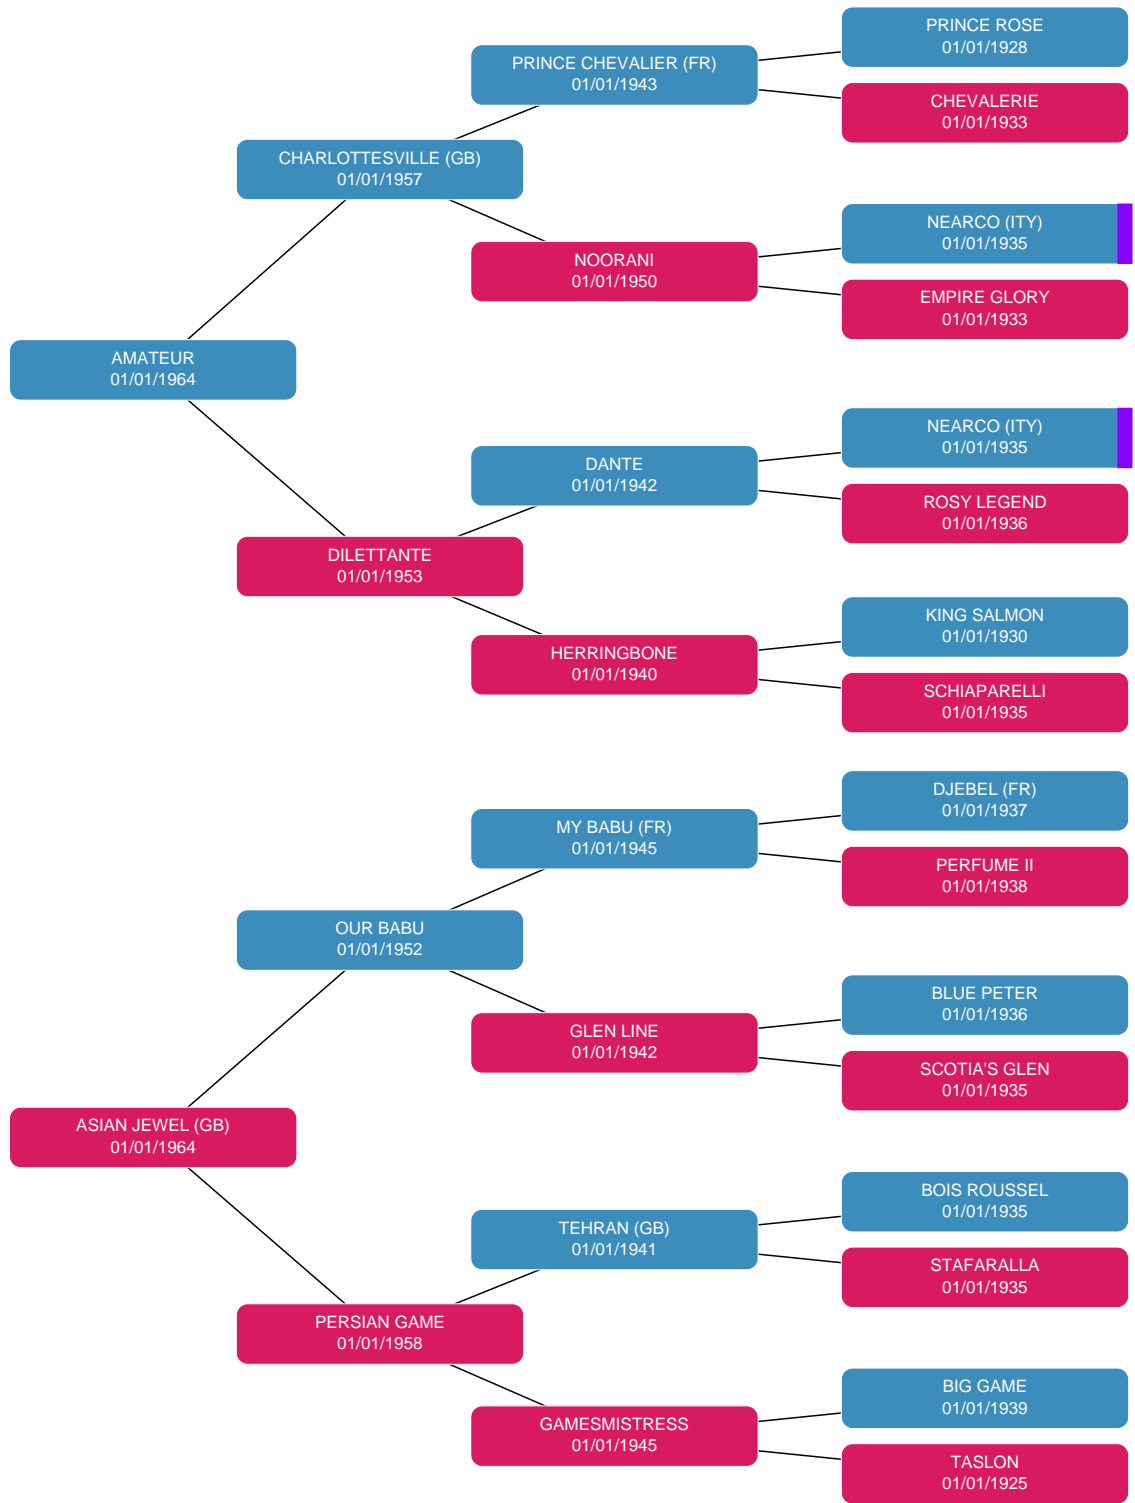 PRINCE ROSE
01/01/1928
PRINCE CHEVALIER (FR)
01/01/1943
CHEVALERIE
01/01/1933
CHARLOTTESVILLE (GB)
01/01/1957
NEARCO (ITY)
01/01/1935
NOORANI
01/01/1950
EMPIRE GLORY
01/01/1933
AMATEUR
01/01/1964
NEARCO (ITY)
01/01/1935
DANTE
01/01/1942
ROSY LEGEND
01/01/1936
DILETTANTE
01/01/1953
KING SALMON
01/01/1930
HERRINGBONE
01/01/1940
SCHIAPARELLI
01/01/1935
DJEBEL (FR)
01/01/1937
MY BABU (FR)
01/01/1945
PERFUME II
01/01/1938
OUR BABU
01/01/1952
BLUE PETER
01/01/1936
GLEN LINE
01/01/1942
SCOTIA'S GLEN
01/01/1935
ASIAN JEWEL (GB)
01/01/1964
BOIS ROUSSEL
01/01/1935
TEHRAN (GB)
01/01/1941
STAFARALLA
01/01/1935
PERSIAN GAME
01/01/1958
BIG GAME
01/01/1939
GAMESMISTRESS
01/01/1945
TASLON
01/01/1925